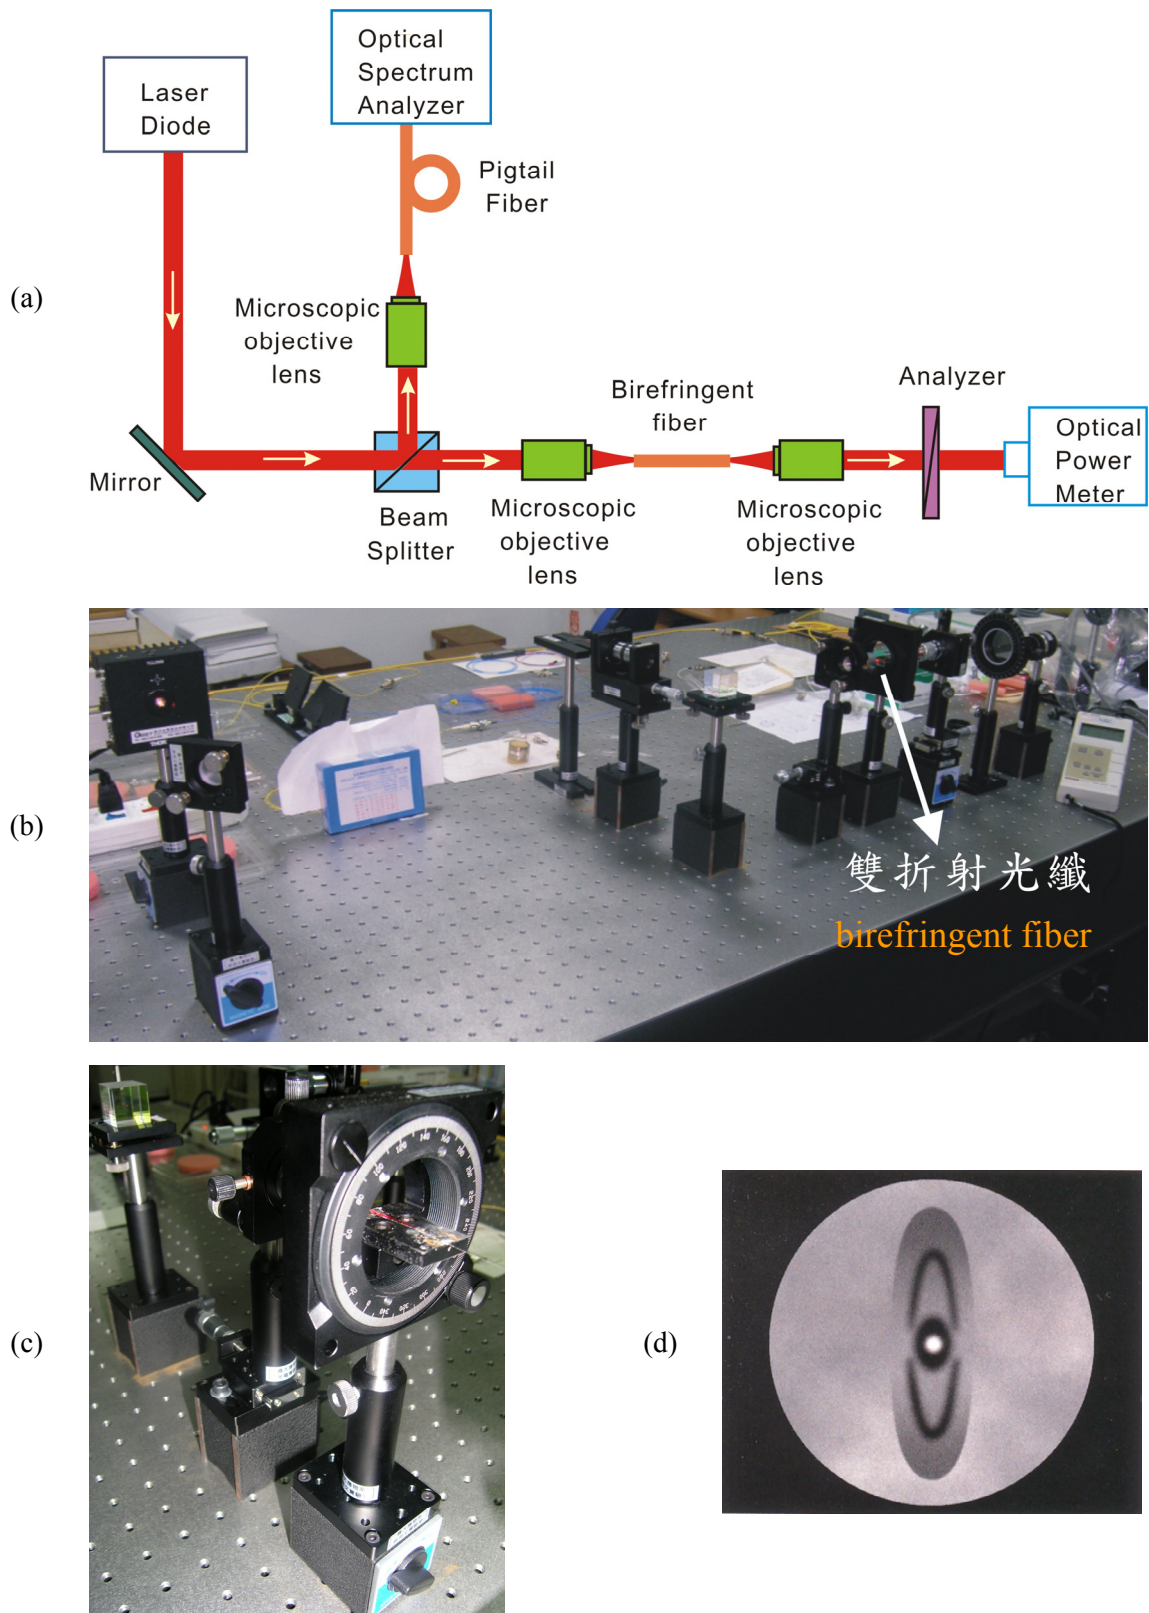 Laser
Diode
Optical
Spectrum
Analyzer
Pigtail
Fiber
(a)
Microscopic
objective
lens
Mirror
Beam
Splitter
Microscopic
objective
lens
Birefringent
fiber
Microscopic
objective
lens
Analyzer
Optical
Power
Meter
(b)
雙折射光纖
birefringent fiber
(c)
(d)